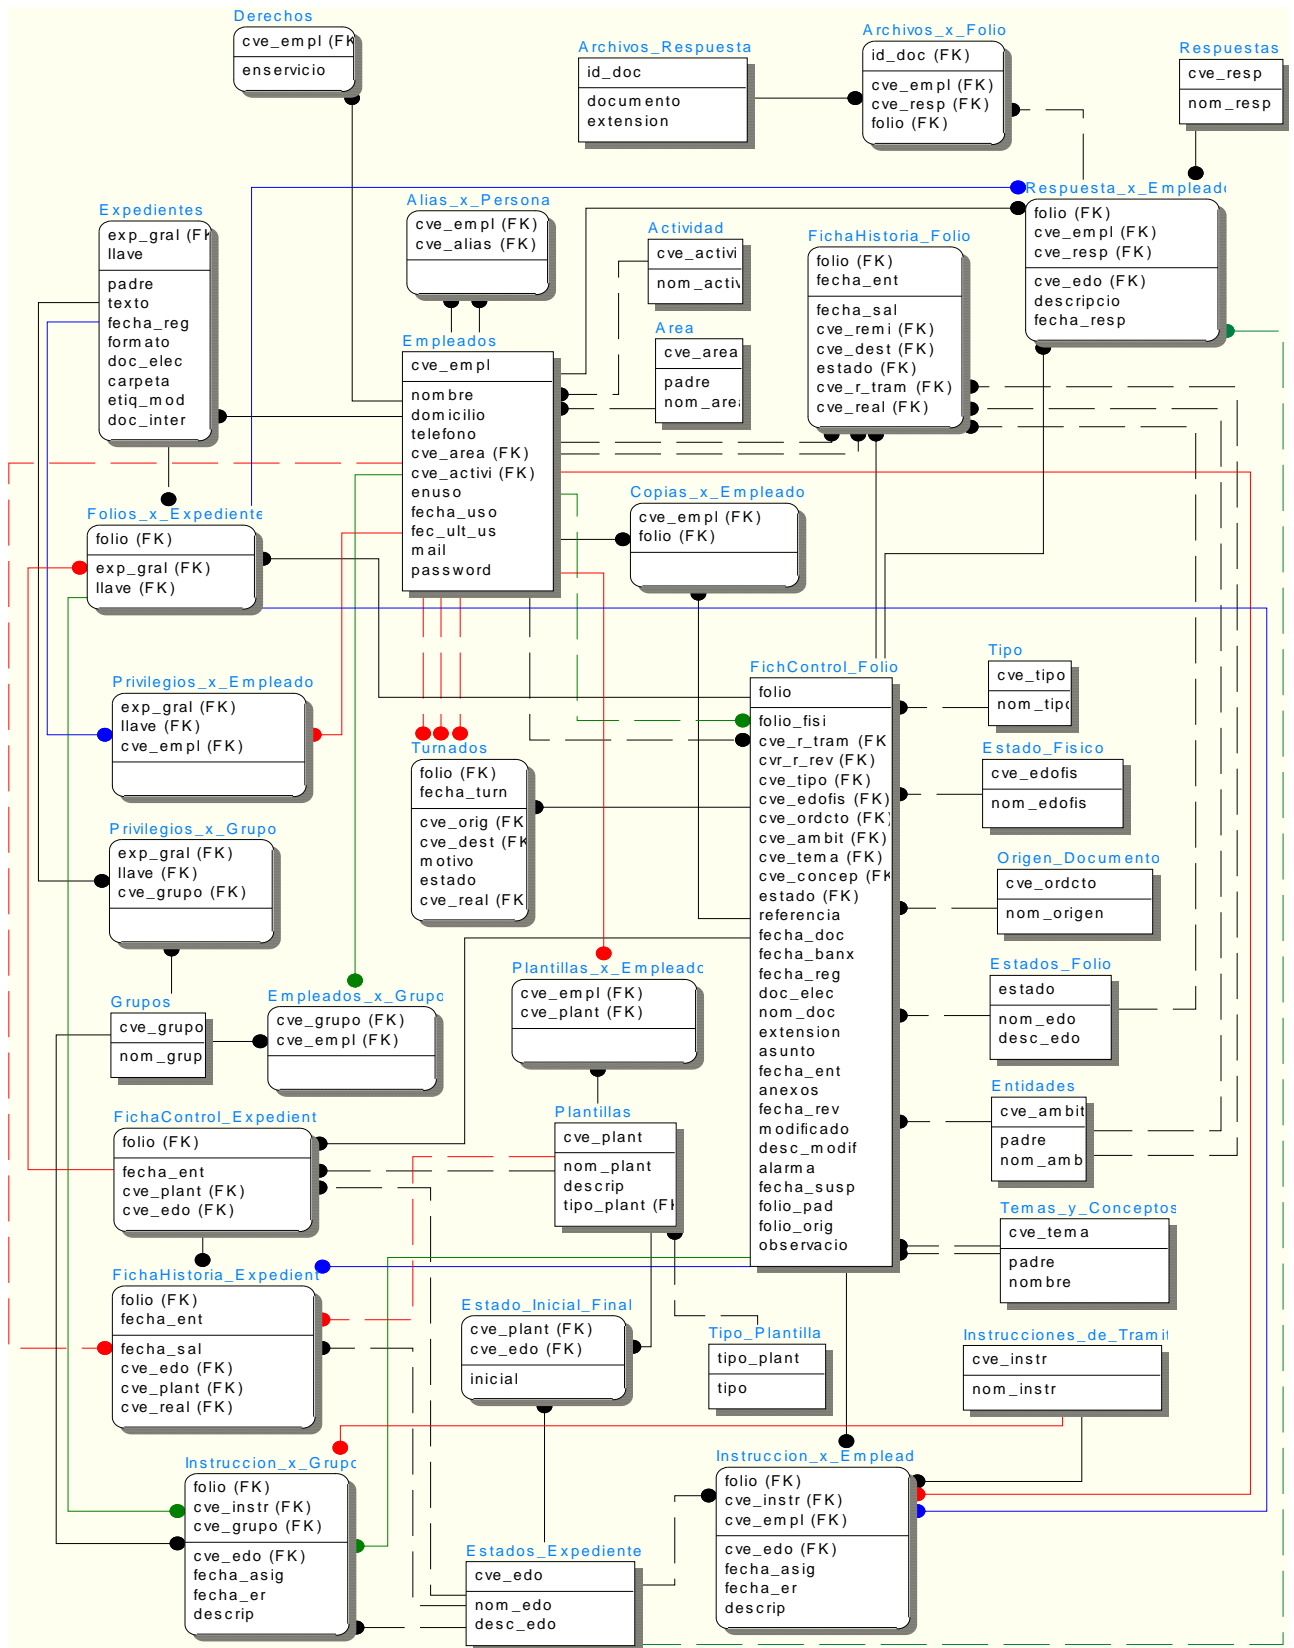 Derechos
cve_empl (FK
enservicio
Archivos_Respuesta
id_doc
documento
extension
Archivos_x_Folio
id_doc (FK)
cve_empl (FK)
cve_resp (FK)
folio (FK)
Respuestas
cve_resp
nom_resp
Expedientes
exp_gral (FK
llave
padre
texto
fecha_reg
formato
doc_elec
carpeta
etiq_mod
doc_inter
Alias_x_Persona
cve_empl (FK)
cve_alias (FK)
Actividad
cve_activi
nom_activ
Area
cve_area
padre
nom_area
FichaHistoria_Folio
folio (FK)
fecha_ent
fecha_sal
cve_remi (FK)
cve_dest (FK)
estado (FK)
cve_r_tram (FK)
cve_real (FK)
Respuesta_x_Empleado
folio (FK)
cve_empl (FK)
cve_resp (FK)
cve_edo (FK)
descripcio
fecha_resp
Empleados
cve_empl
nombre
domicilio
telefono
cve_area (FK)
cve_activi (FK)
enuso
fecha_uso
fec_ult_us
mail
password
Folios_x_Expediente
folio (FK)
exp_gral (FK)
llave (FK)
Copias_x_Empleado
cve_empl (FK)
folio (FK)
Privilegios_x_Empleado
exp_gral (FK)
llave (FK)
cve_empl (FK)
Turnados
folio (FK)
fecha_turn
cve_orig (FK
cve_dest (FK
motivo
estado
cve_real (FK
FichControl_Folio
folio
folio_fisi
cve_r_tram (FK
cvr_r_rev (FK)
cve_tipo (FK)
cve_edofis (FK)
cve_ordcto (FK)
cve_ambit (FK)
cve_tema (FK)
cve_concep (FK
estado (FK)
referencia
fecha_doc
fecha_banx
fecha_reg
doc_elec
nom_doc
extension
asunto
fecha_ent
anexos
fecha_rev
modificado
desc_modif
alarma
fecha_susp
folio_pad
folio_orig
observacio
Tipo
cve_tipo
nom_tipo
Estado_Fisico
cve_edofis
nom_edofis
Origen_Documento
cve_ordcto
nom_origen
Estados_Folio
estado
nom_edo
desc_edo
Entidades
cve_ambit
padre
nom_amb
Temas_y_Conceptos
cve_tema
padre
nombre
Privilegios_x_Grupo
exp_gral (FK)
llave (FK)
cve_grupo (FK)
Grupos
cve_grupo
nom_grup
Empleados_x_Grupo
cve_grupo (FK)
cve_empl (FK)
Plantillas_x_Empleado
cve_empl (FK)
cve_plant (FK)
Plantillas
cve_plant
nom_plant
descrip
tipo_plant (FK
FichaControl_Expedient
folio (FK)
fecha_ent
cve_plant (FK)
cve_edo (FK)
FichaHistoria_Expedient
folio (FK)
fecha_ent
fecha_sal
cve_edo (FK)
cve_plant (FK)
cve_real (FK)
Estado_Inicial_Final
cve_plant (FK)
cve_edo (FK)
inicial
Tipo_Plantilla
tipo_plant
tipo
Instrucciones_de_Tramit
cve_instr
nom_instr
Instruccion_x_Grupo
folio (FK)
cve_instr (FK)
cve_grupo (FK)
cve_edo (FK)
fecha_asig
fecha_er
descrip
Estados_Expediente
cve_edo
nom_edo
desc_edo
Instruccion_x_Emplead
folio (FK)
cve_instr (FK)
cve_empl (FK)
cve_edo (FK)
fecha_asig
fecha_er
descrip